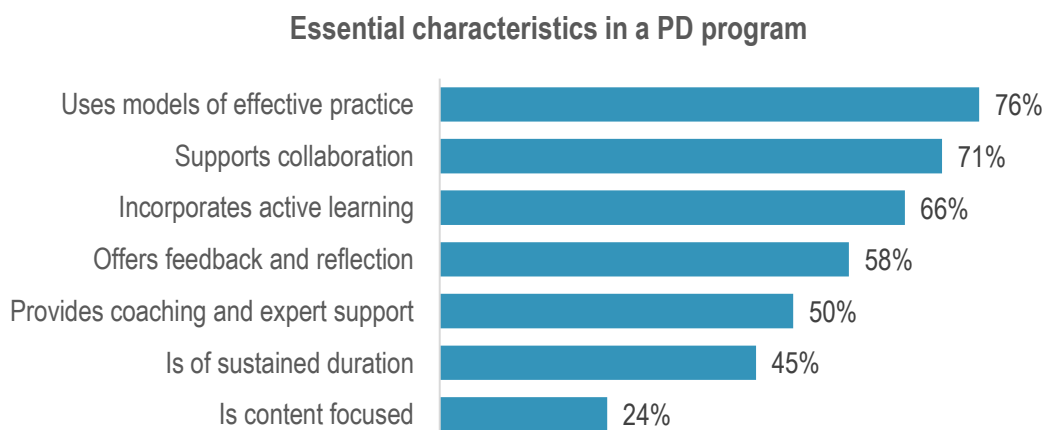 Essential characteristics in a PD program
Uses models of effective practice 76%
Supports collaboration 71%
Incorporates active learning 66%
Offers feedback and reflection 58%
Provides coaching and expert support 50%
Is of sustained duration 45%
Is content focused 24%